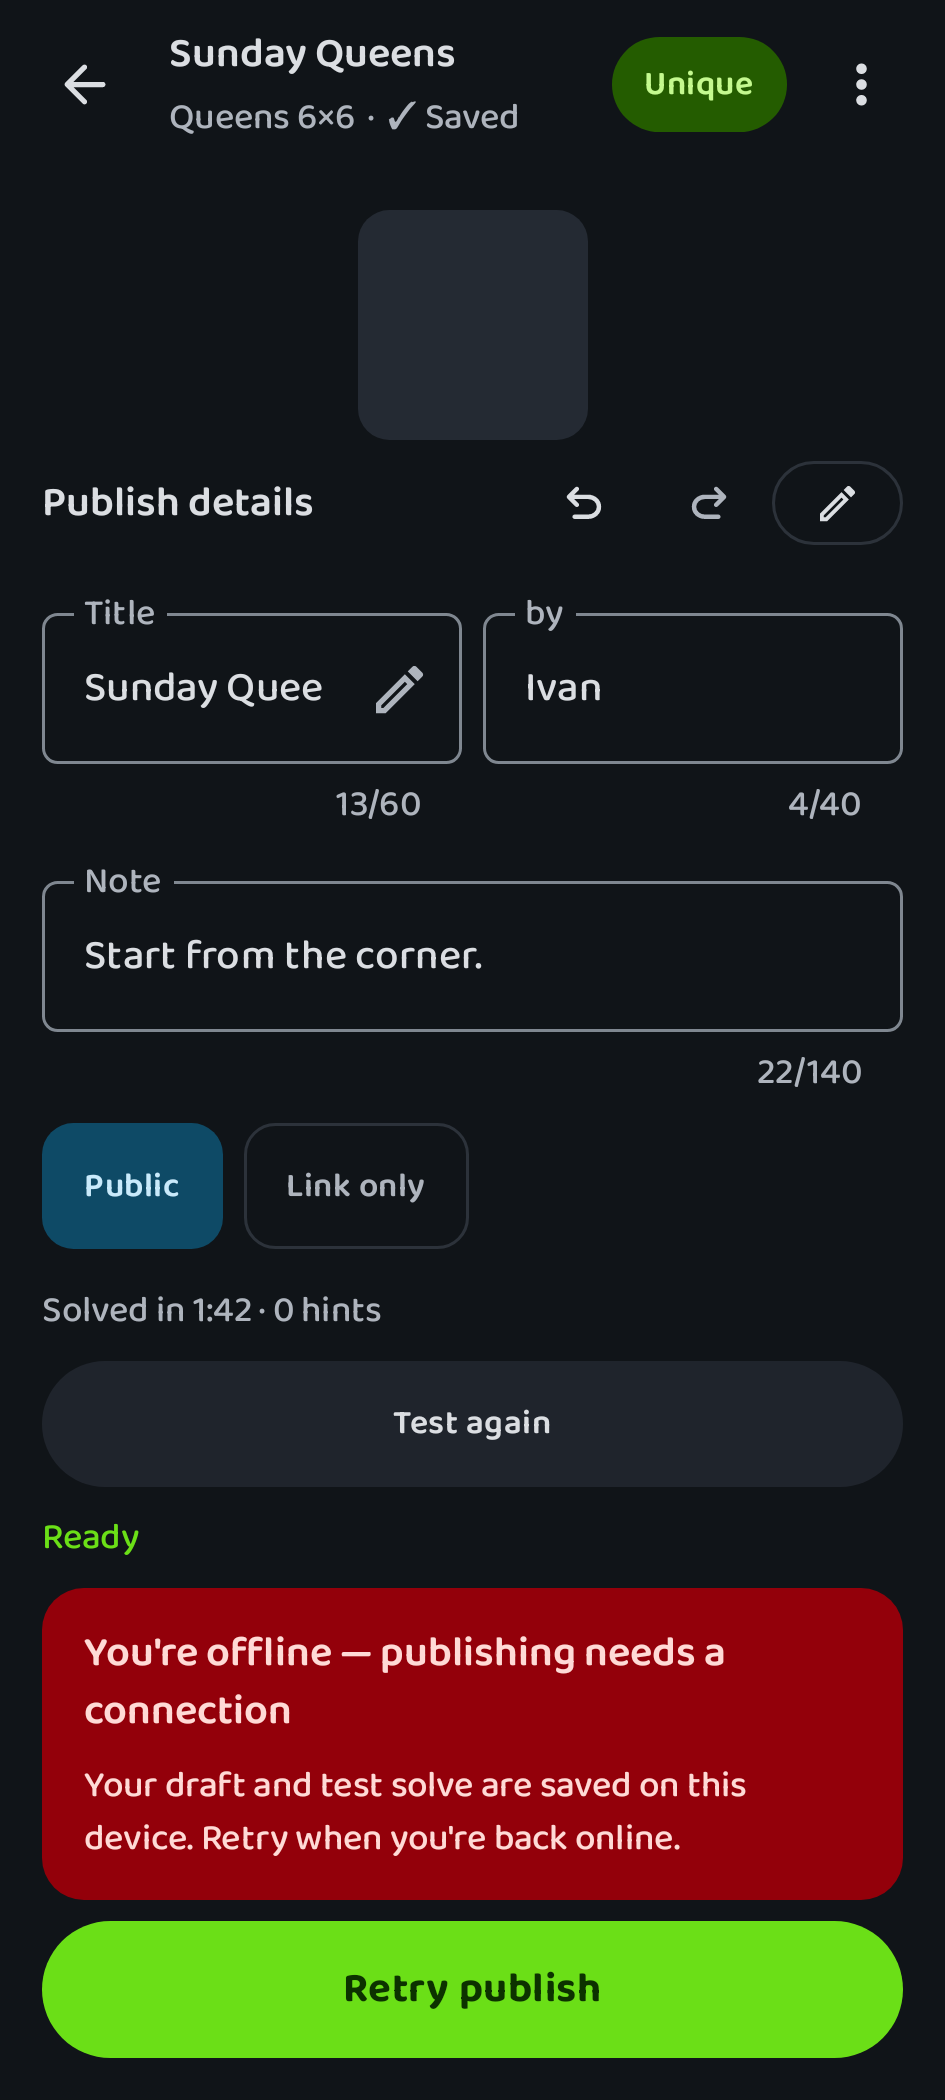 Sunday Queens
Queens 6×6 · ✓ Saved
Unique
Publish details
Title
Sunday Quee
13/60
by
Ivan
4/40
Note
Start from the corner.
22/140
Public
Link only
Solved in 1:42 · 0 hints
Test again
Ready
You're offline — publishing needs a
connection
Your draft and test solve are saved on this
device. Retry when you're back online.
Retry publish